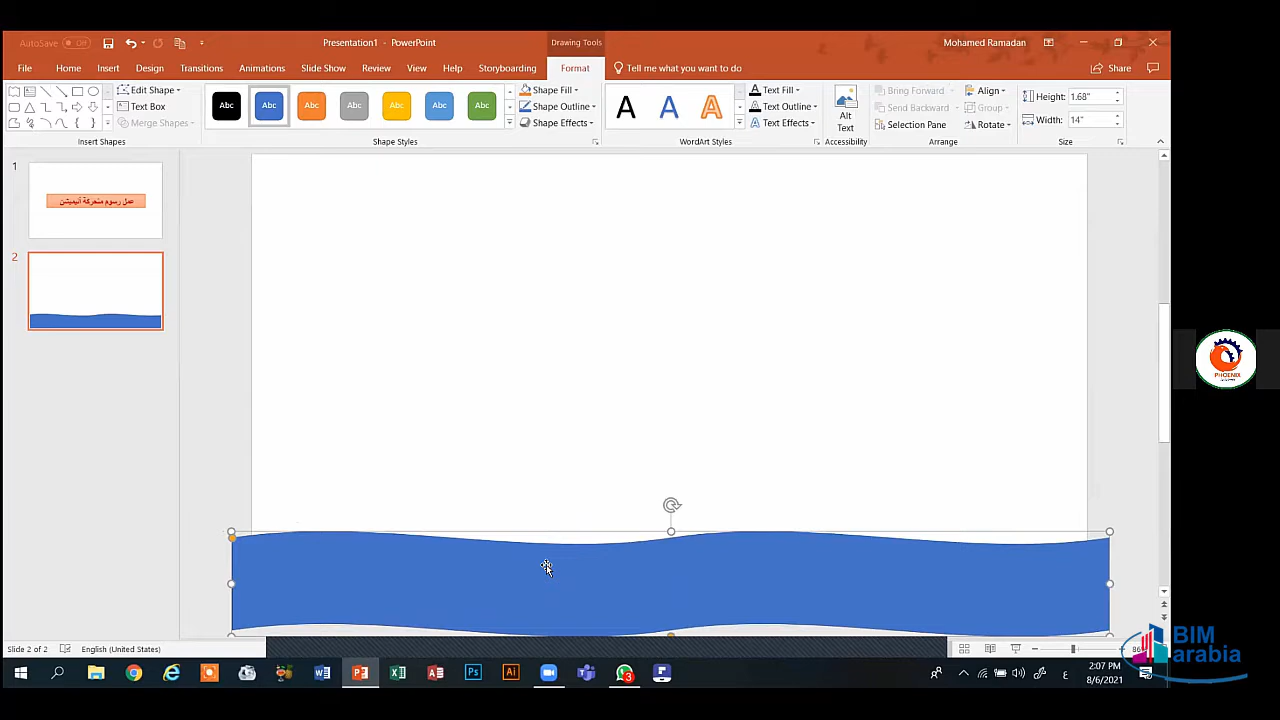 AutoSave Off
Presentation1 - PowerPoint
Drawing Tools
Mohamed Ramadan
File Home Insert Design Transitions Animations Slide Show Review View Help Storyboarding Format Tell me what you want to do
Share
Edit Shape
Text Box
Merge Shapes
Insert Shapes
Abc Abc Abc Abc Abc Abc Abc
Shape Fill
Shape Outline
Shape Effects
Shape Styles
A A A
Text Fill
Text Outline
Text Effects
WordArt Styles
Alt
Text
Accessibility
Bring Forward
Send Backward
Selection Pane
Align
Group
Rotate
Arrange
Height: 1.68"
Width: 14"
Size
1
عمل رسوم متحركة أنيميشن
2
PHOENIX
Slide 2 of 2
English (United States)
BIM
arabia
3
ع
2:07 PM
8/6/2021